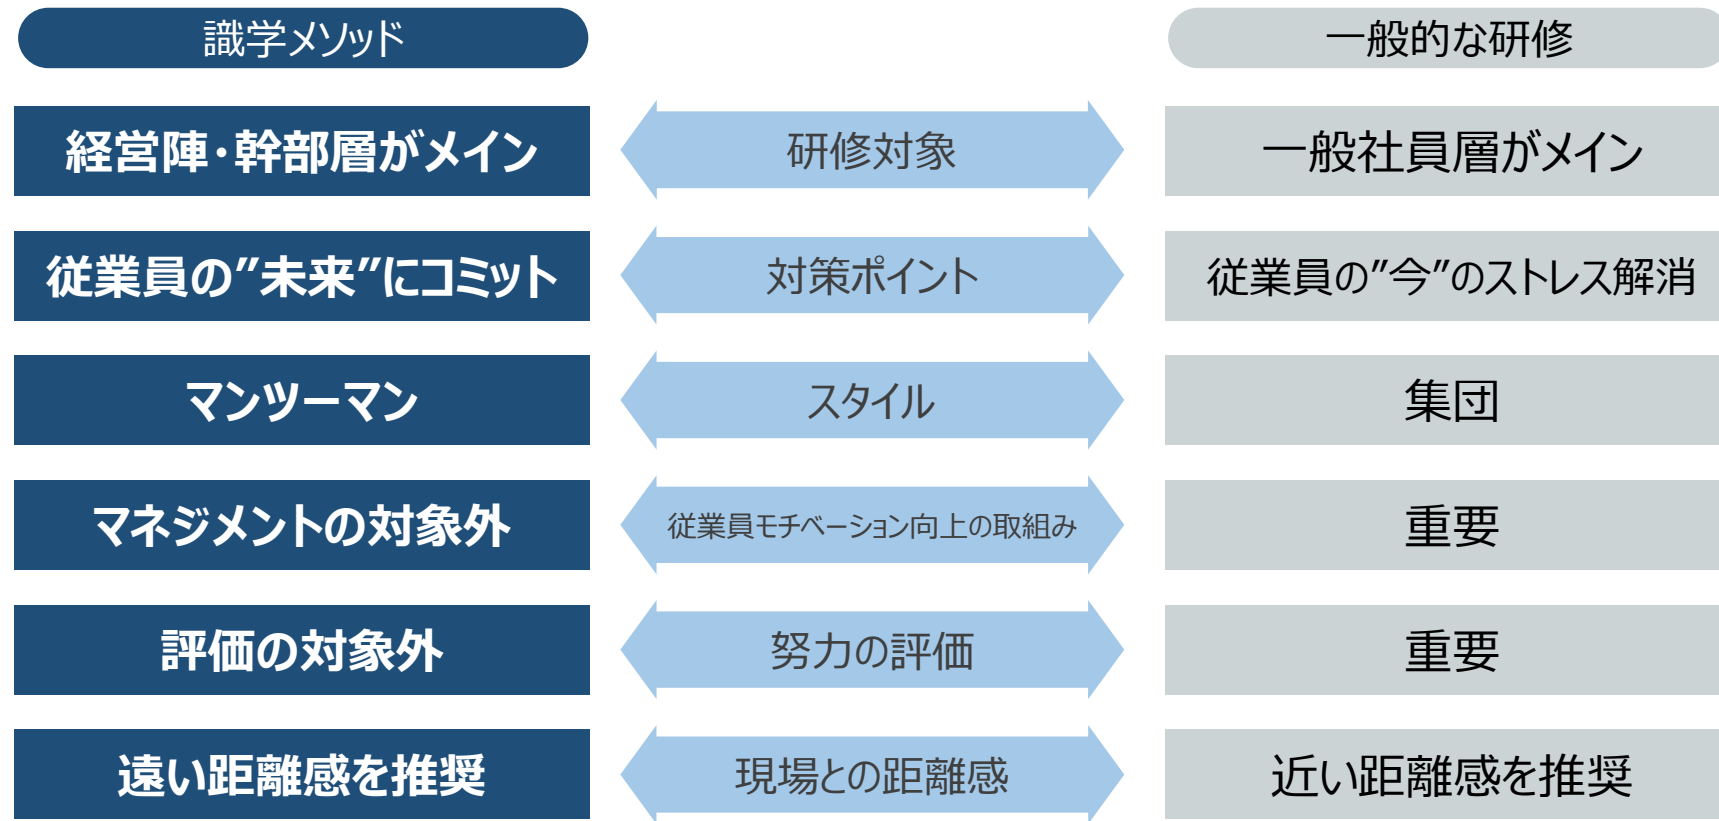 識学メソッド
一般的な研修
経営陣・幹部層がメイン
研修対象
一般社員層がメイン
従業員の”未来”にコミット
対策ポイント
従業員の”今”のストレス解消
マンツーマン
スタイル
集団
マネジメントの対象外
従業員モチベーション向上の取組み
重要
評価の対象外
努力の評価
重要
遠い距離感を推奨
現場との距離感
近い距離感を推奨